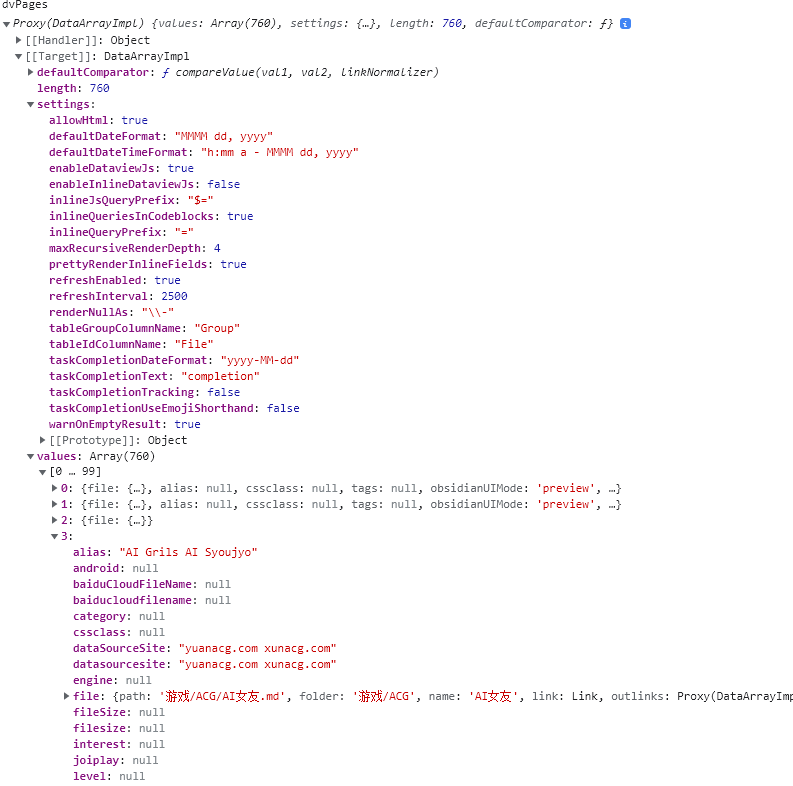 dvPages
Proxy(DataArrayImpl) {values: Array(760), settings: {…}, length: 760, defaultComparator: ƒ}
[[Handler]]: Object
[[Target]]: DataArrayImpl
defaultComparator: ƒ compareValue(val1, val2, linkNormalizer)
length: 760
settings:
allowHtml: true
defaultDateFormat: "MMMM dd, yyyy"
defaultDateTimeFormat: "h:mm a - MMMM dd, yyyy"
enableDataviewJs: true
enableInlineDataviewJs: false
inlineJsQueryPrefix: "$="
inlineQueriesInCodeblocks: true
inlineQueryPrefix: "="
maxRecursiveRenderDepth: 4
prettyRenderInlineFields: true
refreshEnabled: true
refreshInterval: 2500
renderNullAs: "\\-"
tableGroupColumnName: "Group"
tableIdColumnName: "File"
taskCompletionDateFormat: "yyyy-MM-dd"
taskCompletionText: "completion"
taskCompletionTracking: false
taskCompletionUseEmojiShorthand: false
warnOnEmptyResult: true
[[Prototype]]: Object
values: Array(760)
[0 … 99]
0: {file: {…}, alias: null, cssclass: null, tags: null, obsidianUIMode: 'preview', …}
1: {file: {…}, alias: null, cssclass: null, tags: null, obsidianUIMode: 'preview', …}
2: {file: {…}}
3:
alias: "AI Grils AI Syoujyo"
android: null
baiduCloudFileName: null
baiducloudfilename: null
category: null
cssclass: null
dataSourceSite: "yuanacg.com xunacg.com"
datasourcesite: "yuanacg.com xunacg.com"
engine: null
file: {path: '游戏/ACG/AI女友.md', folder: '游戏/ACG', name: 'AI女友', link: Link, outlinks: Proxy(DataArrayImp
fileSize: null
filesize: null
interest: null
joiplay: null
level: null